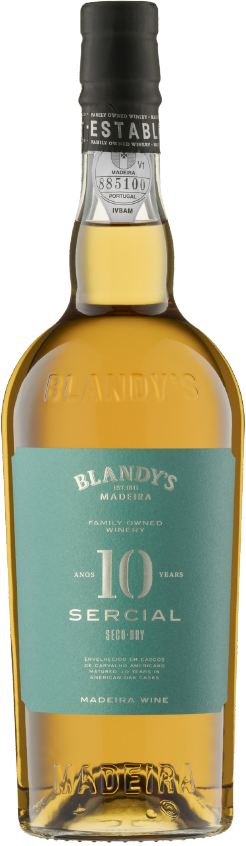 ·ESTABL
FAMILY OWNED WINERY
V1
MADEIRA
885100
PORTUGAL
IVBAM
BLANDY'S
BLANDY'S
EST. 1811
MADEIRA
FAMILY-OWNED
WINERY
ANOS 10 YEARS
SERCIAL
SECO·DRY
ENVELHECIDO EM CASCOS
DE CARVALHO AMERICANO
MATURED 10 YEARS IN
AMERICAN OAK CASKS
MADEIRA WINE
MADEIRA